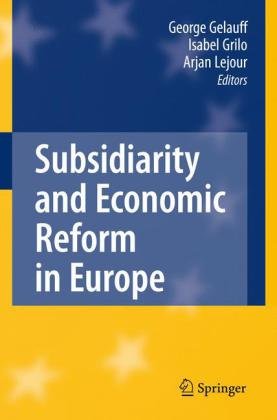 George Gelauff
Isabel Grilo
Arjan Lejour
Editors
Subsidiarity
and Economic
Reform
in Europe
Springer